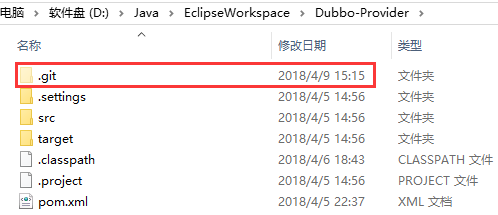 电脑 › 软件盘 (D:) › Java › EclipseWorkspace › Dubbo-Provider ›
名称 修改日期 类型
.git 2018/4/9 15:15 文件夹
.settings 2018/4/5 14:56 文件夹
src 2018/4/5 14:56 文件夹
target 2018/4/5 14:56 文件夹
.classpath 2018/4/6 18:43 CLASSPATH 文件
.project 2018/4/5 14:56 PROJECT 文件
pom.xml 2018/4/5 22:37 XML 文档